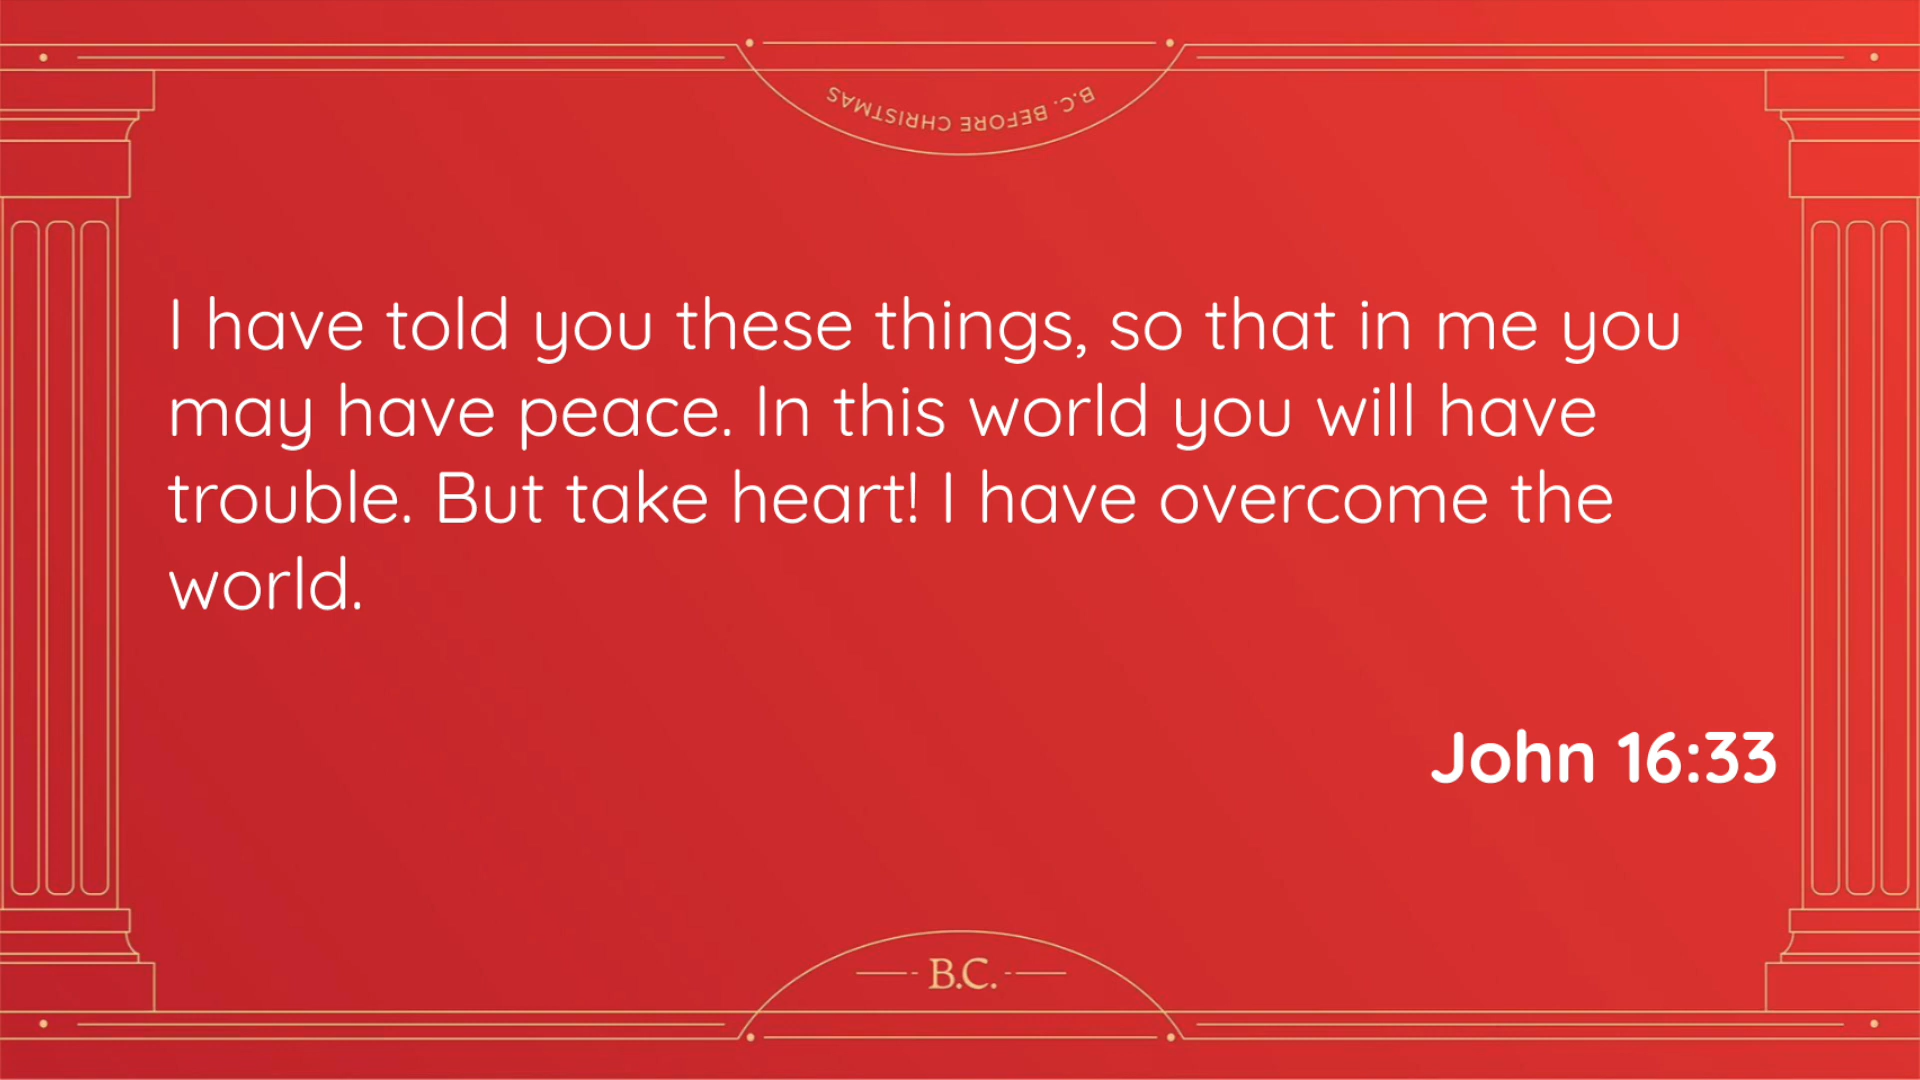 B.C. BEFORE CHRISTMAS
I have told you these things, so that in me you
may have peace. In this world you will have
trouble. But take heart! I have overcome the
world.
John 16:33
B.C.